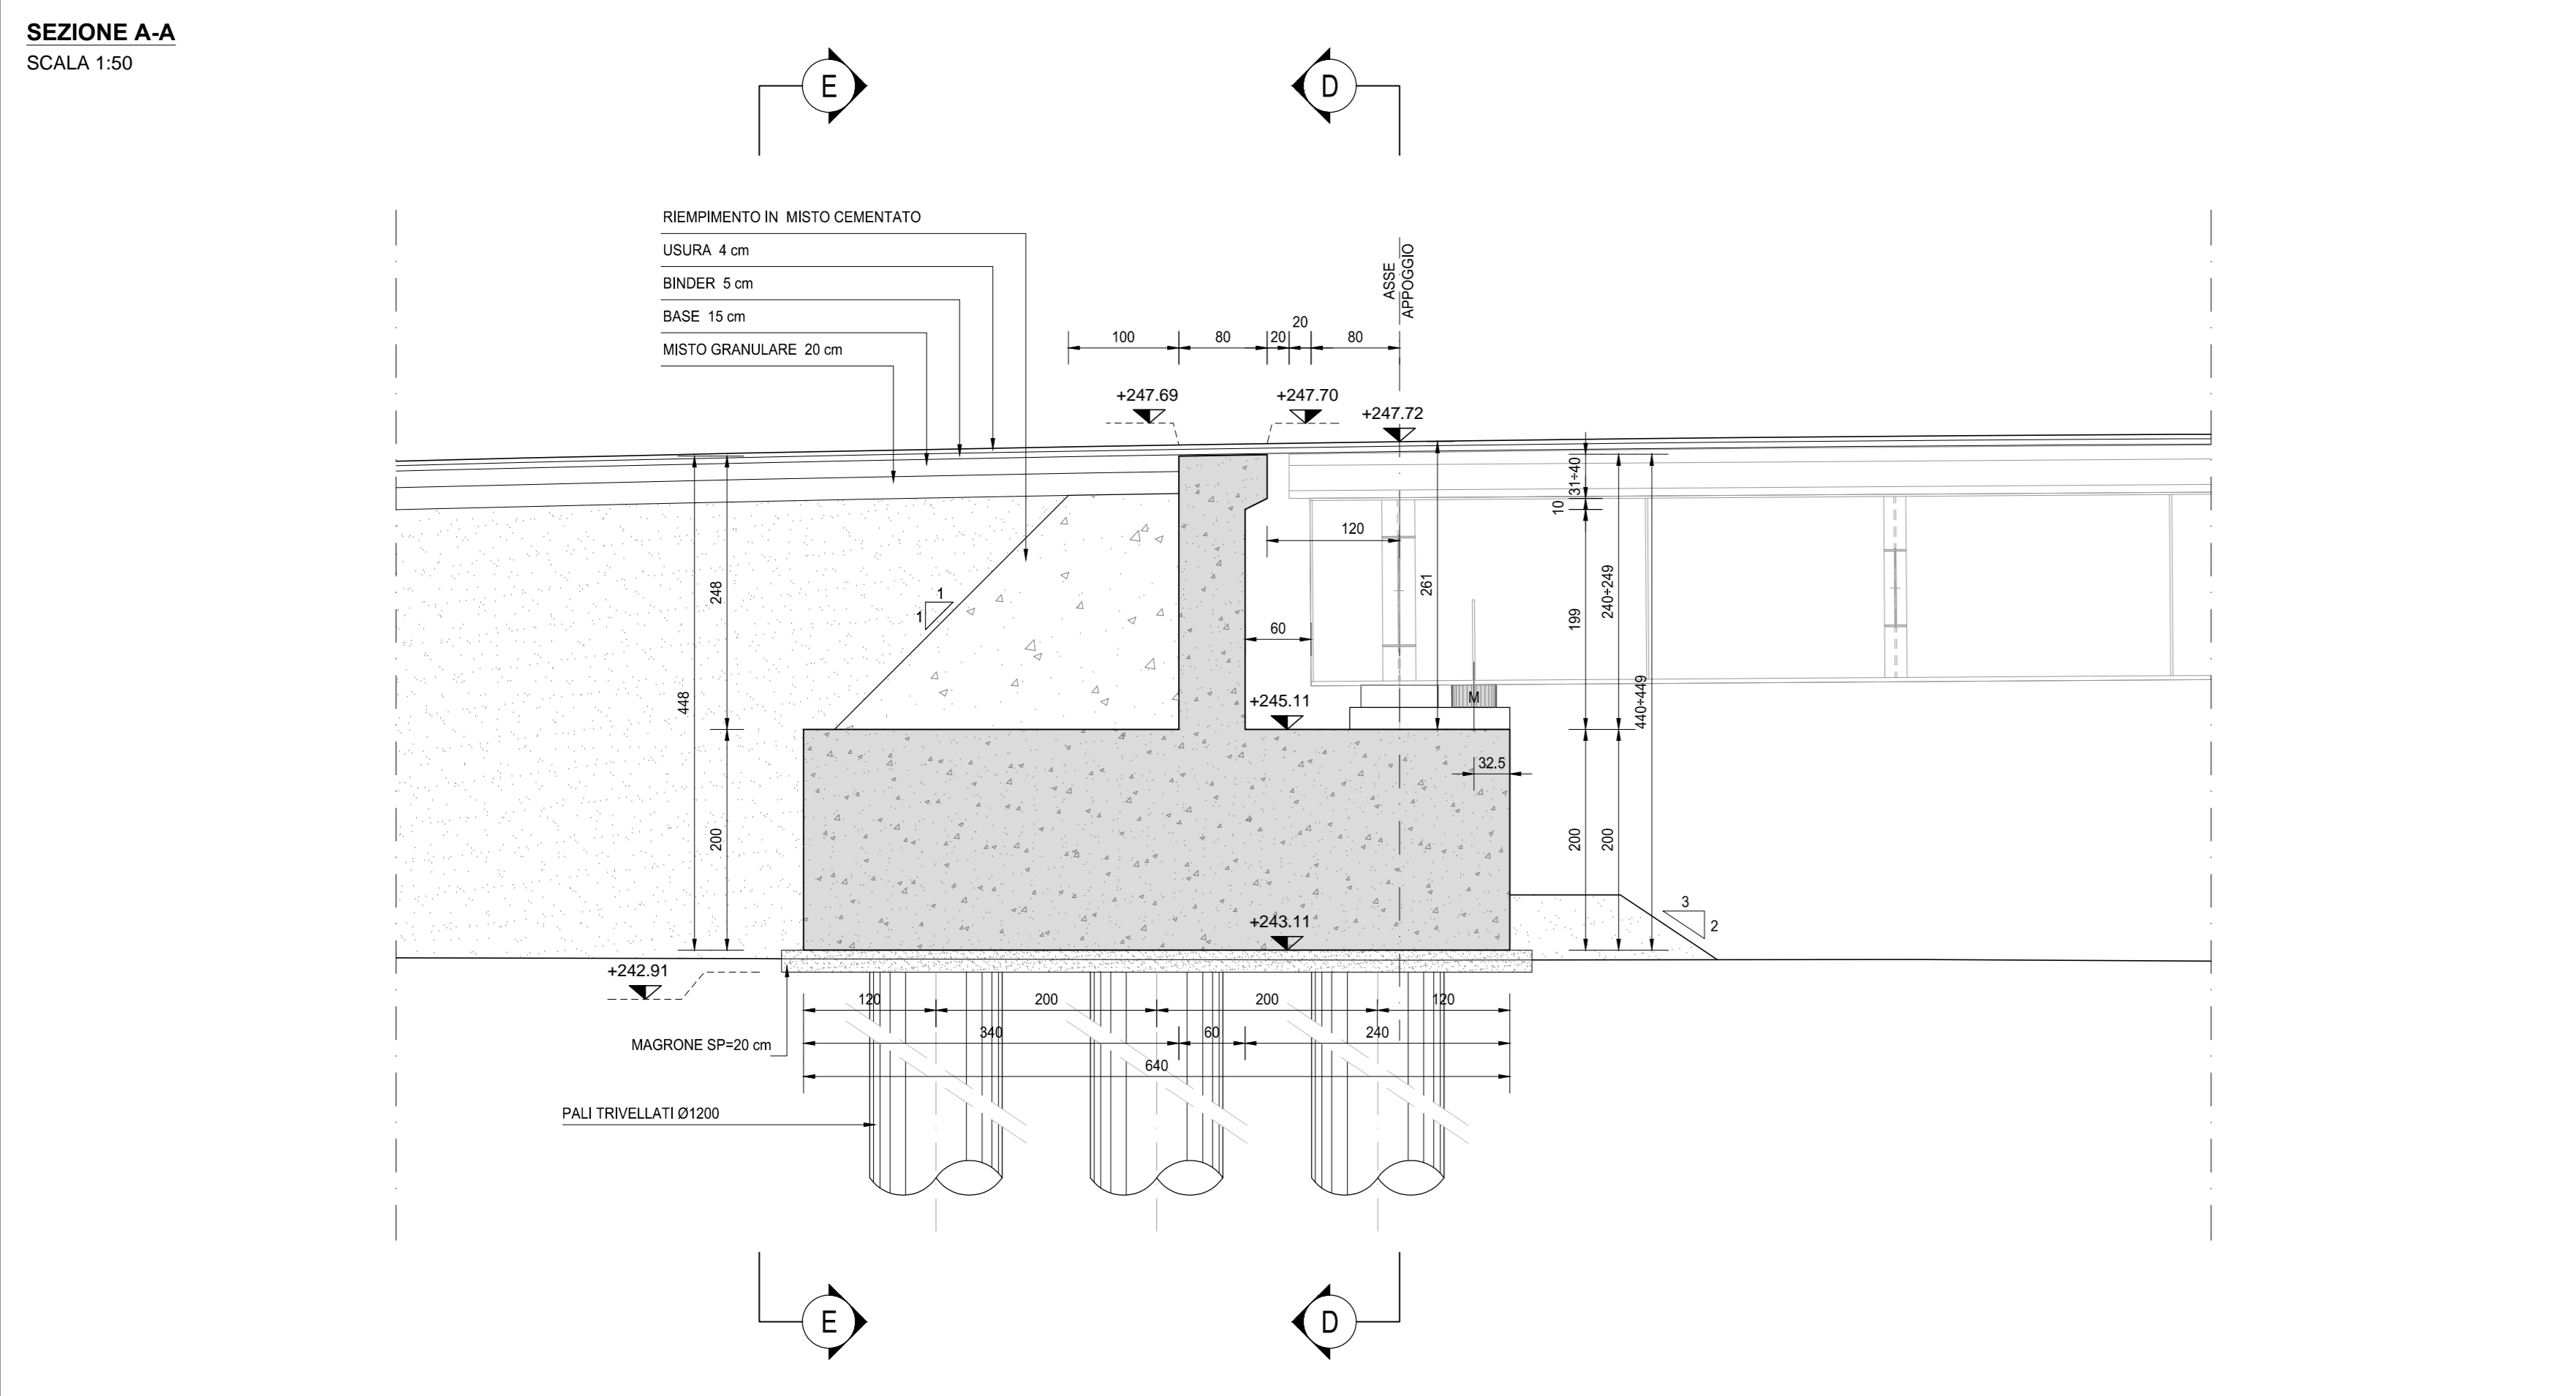 SEZIONE A-A
SCALA 1:50
E
D
RIEMPIMENTO IN MISTO CEMENTATO
USURA 4 cm
BINDER 5 cm
BASE 15 cm
MISTO GRANULARE 20 cm
ASSE
APPOGGIO
20
100
80
20
80
+247.69
+247.70
+247.72
31÷40
10
120
248
261
199
240÷249
1
1
60
448
440÷449
+245.11
M
32.5
200
200
200
3
2
+243.11
+242.91
120
200
200
120
340
60
240
MAGRONE SP=20 cm
640
PALI TRIVELLATI Ø1200
E
D